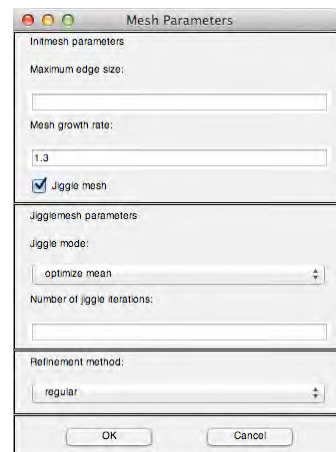 Mesh Parameters
Initmesh parameters
Maximum edge size:
Mesh growth rate:
1.3
Jiggle mesh
Jigglemesh parameters
Jiggle mode:
optimize mean
Number of jiggle iterations:
Refinement method:
regular
OK Cancel